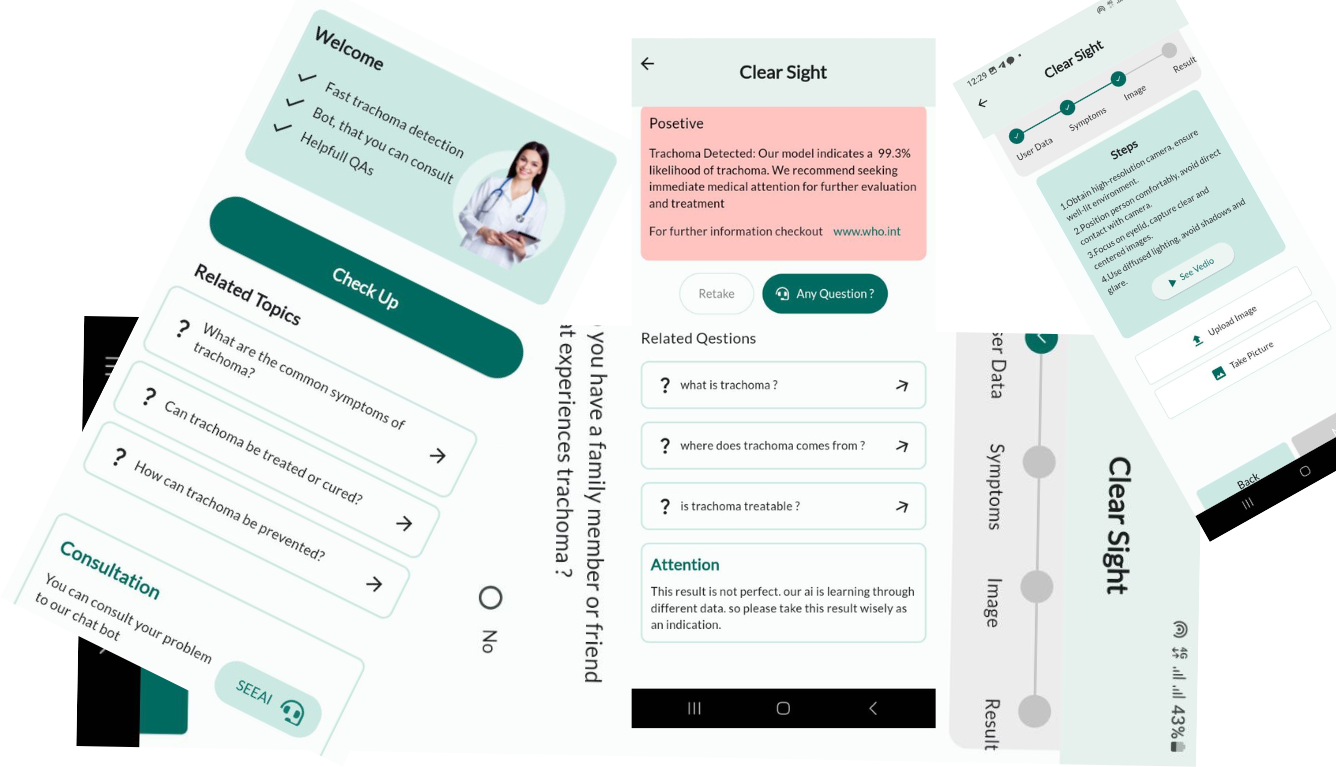 Welcome
Fast trachoma detection
Bot, that you can consult
Helpfull QAs
Check Up
Related Topics
? What are the common symptoms of
trachoma?
? Can trachoma be treated or cured?
? How can trachoma be prevented?
Consultation
You can consult your problem
to our chat bot
SEEAI
you have a family member or friend
at experiences trachoma ?
No
Clear Sight
Posetive
Trachoma Detected: Our model indicates a 99.3%
likelihood of trachoma. We recommend seeking
immediate medical attention for further evaluation
and treatment
For further information checkout www.who.int
Retake
Any Question ?
Related Qestions
? what is trachoma ?
? where does trachoma comes from ?
? is trachoma treatable ?
Attention
This result is not perfect. our ai is learning through
different data. so please take this result wisely as
an indication.
4G 43%
Clear Sight
ser Data
Symptoms
Image
Result
12:29
Clear Sight
User Data
Symptoms
Image
Result
Steps
1.Obtain high-resolution camera, ensure
well-lit environment.
2.Position person comfortably, avoid direct
contact with camera.
3.Focus on eyelid, capture clear and
centered images.
4.Use diffused lighting, avoid shadows and
glare.
See Vedio
Upload Image
Take Picture
Back